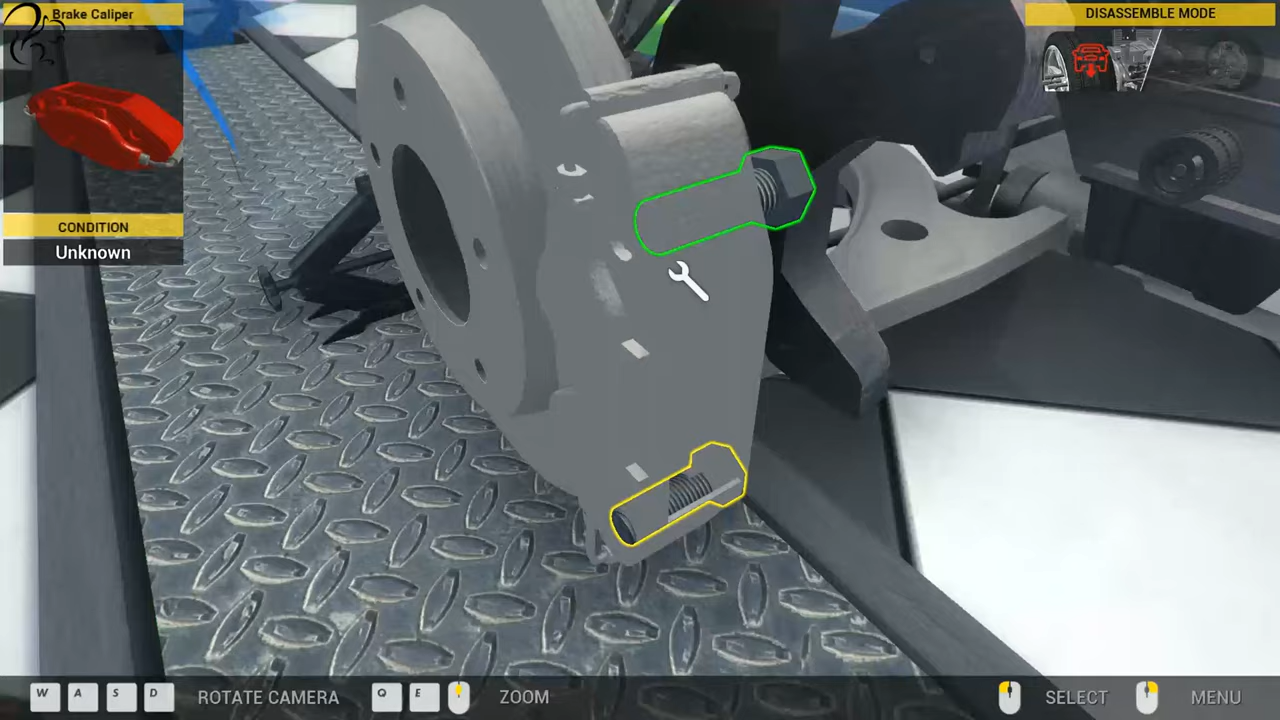 Brake Caliper
DISASSEMBLE MODE
CONDITION
Unknown
W A S D ROTATE CAMERA Q E ZOOM SELECT MENU